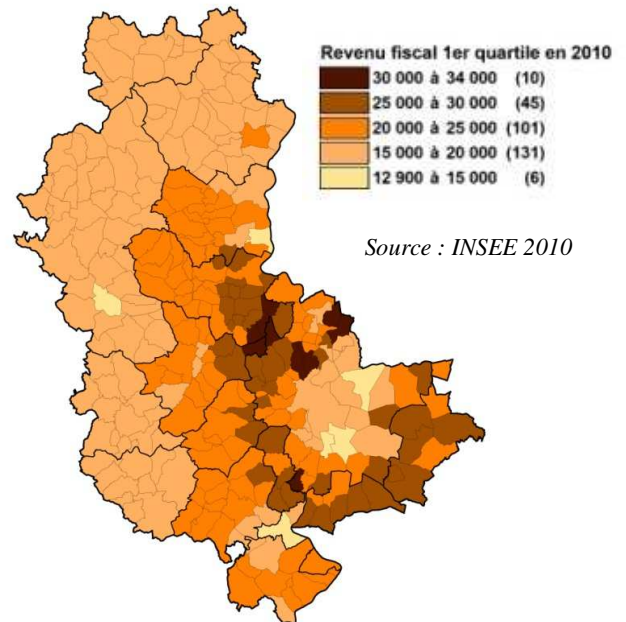 Revenu fiscal 1er quartile en 2010
30 000 à 34 000 (10)
25 000 à 30 000 (45)
20 000 à 25 000 (101)
15 000 à 20 000 (131)
12 900 à 15 000 (6)
Source : INSEE 2010